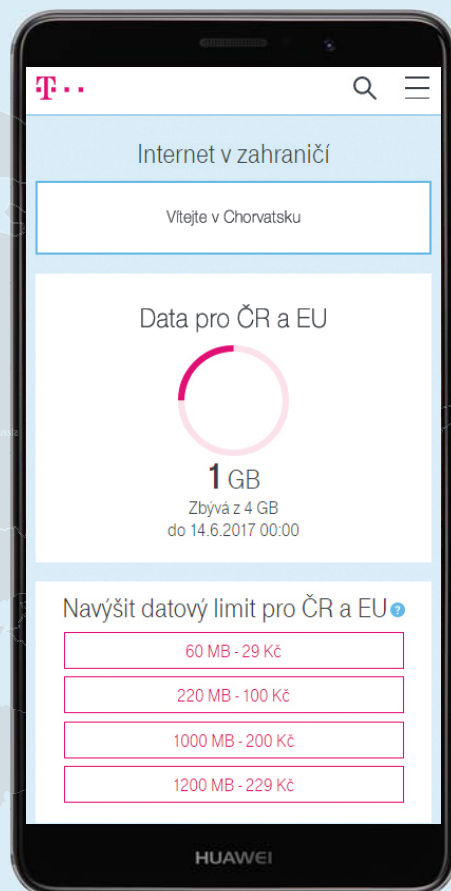 T
Internet v zahraničí
Vítejte v Chorvatsku
Data pro ČR a EU
1 GB
Zbývá z 4 GB
do 14.6.2017 00:00
Navýšit datový limit pro ČR a EU ?
60 MB - 29 Kč
220 MB - 100 Kč
1000 MB - 200 Kč
1200 MB - 229 Kč
HUAWEI